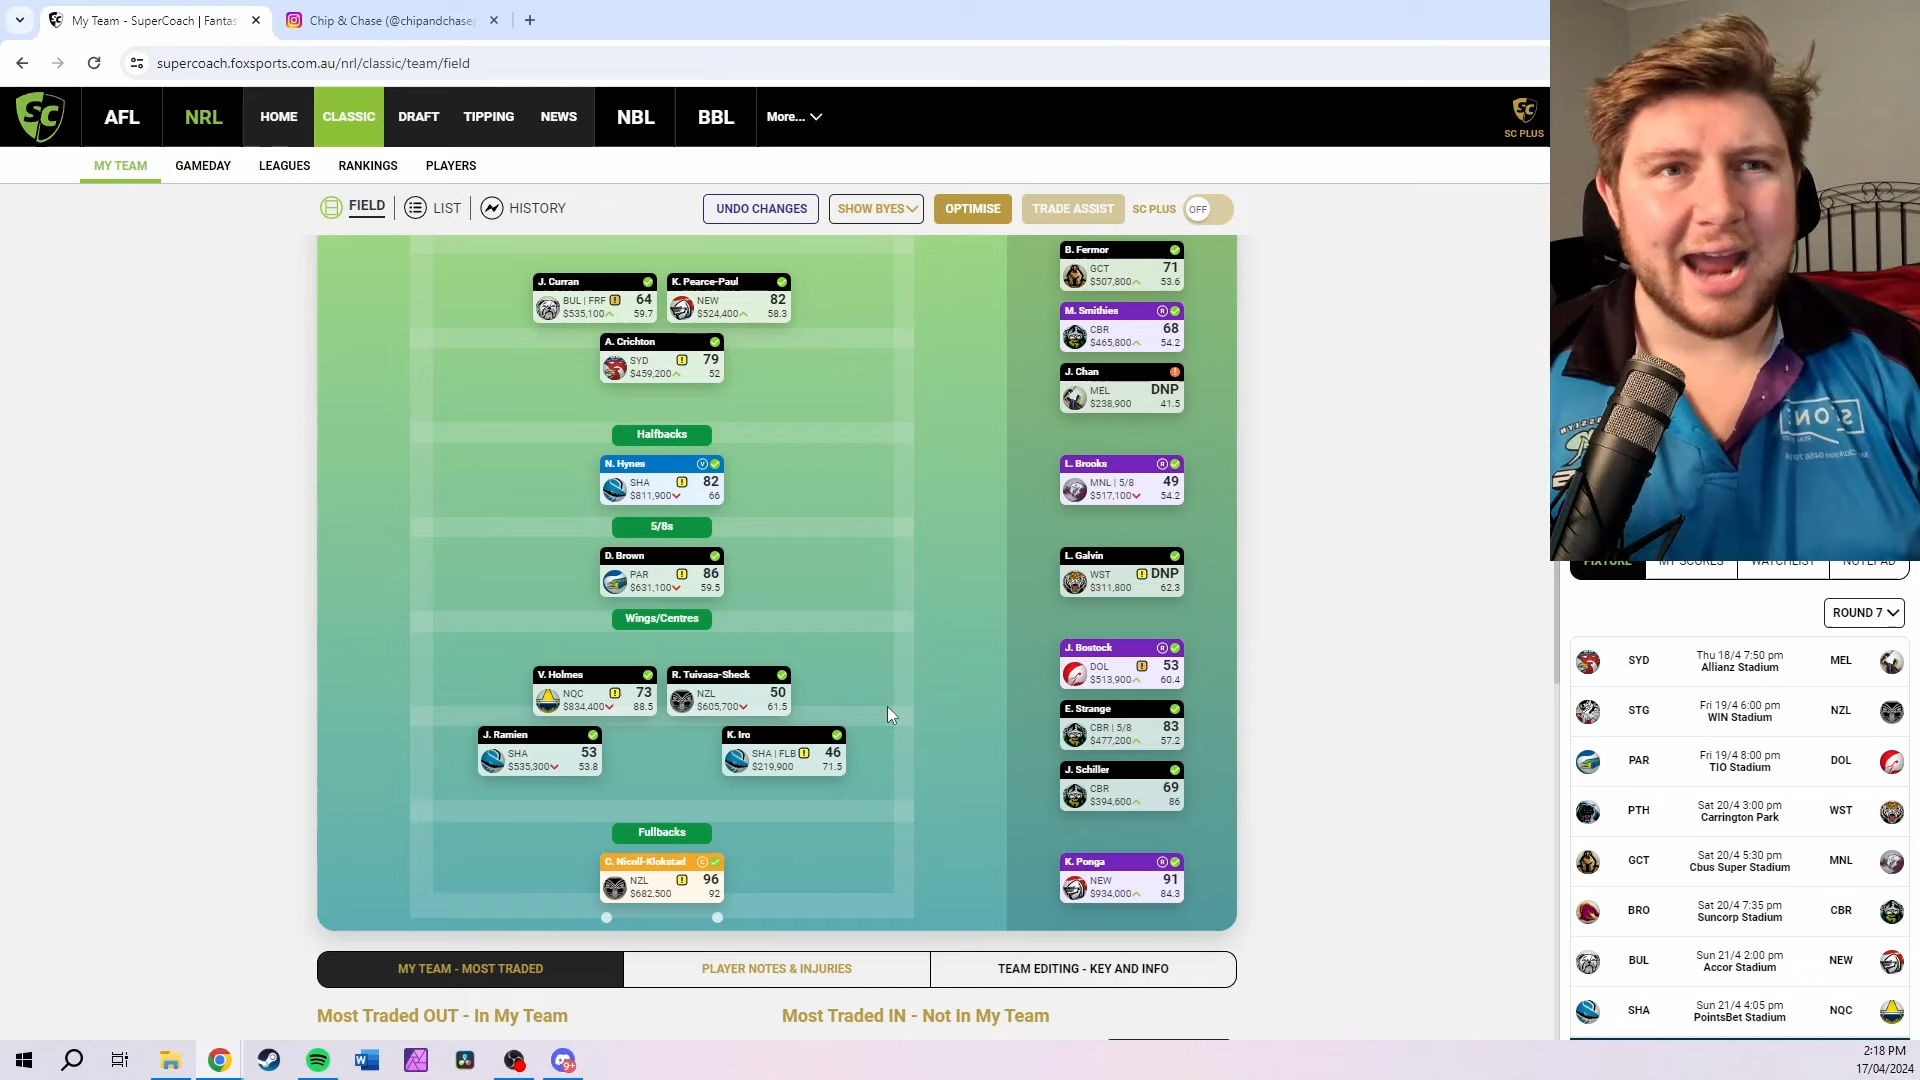 My Team - SuperCoach | Fantas
Chip & Chase (@chipandchasep
supercoach.foxsports.com.au/nrl/classic/team/field
SC AFL NRL HOME CLASSIC DRAFT TIPPING NEWS NBL BBL More... SC PLUS
MY TEAM GAMEDAY LEAGUES RANKINGS PLAYERS
FIELD LIST HISTORY UNDO CHANGES SHOW BYES OPTIMISE TRADE ASSIST SC PLUS OFF
J. Curran
BUL | FRF 64
$535,100 59.7
K. Pearce-Paul
NEW 82
$524,400 58.3
A. Crichton
SYD 79
$459,200 52
Halfbacks
N. Hynes V
SHA 82
$811,900 66
5/8s
D. Brown
PAR 86
$631,100 59.5
Wings/Centres
V. Holmes
NQC 73
$834,400 88.5
R. Tuivasa-Sheck
NZL 50
$605,700 61.5
J. Ramien
SHA 53
$535,300 53.8
K. Iro
SHA | FLB 46
$219,900 71.5
Fullbacks
C. Nicoll-Klokstad C
NZL 96
$682,500 92
B. Fermor
GCT 71
$507,800 53.6
M. Smithies R
CBR 68
$465,800 54.2
J. Chan
MEL DNP
$238,900 41.5
L. Brooks R
MNL | 5/8 49
$517,100 54.2
L. Galvin
WST DNP
$311,800 62.3
J. Bostock R
DOL 53
$513,900 60.4
E. Strange
CBR | 5/8 83
$477,200 57.2
J. Schiller
CBR 69
$394,600 86
K. Ponga R
NEW 91
$934,000 84.3
MY TEAM - MOST TRADED PLAYER NOTES & INJURIES TEAM EDITING - KEY AND INFO
Most Traded OUT - In My Team Most Traded IN - Not In My Team
FIXTURE MY SCORES WATCHLIST NOTEPAD
ROUND 7
SYD Thu 18/4 7:50 pm MEL
Allianz Stadium
STG Fri 19/4 6:00 pm NZL
WIN Stadium
PAR Fri 19/4 8:00 pm DOL
TIO Stadium
PTH Sat 20/4 3:00 pm WST
Carrington Park
GCT Sat 20/4 5:30 pm MNL
Cbus Super Stadium
BRO Sat 20/4 7:35 pm CBR
Suncorp Stadium
BUL Sun 21/4 2:00 pm NEW
Accor Stadium
SHA Sun 21/4 4:05 pm NQC
PointsBet Stadium
9+
2:18 PM
17/04/2024